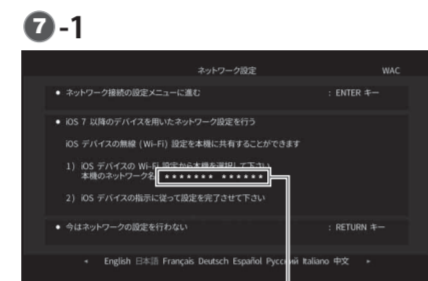 7-1
ネットワーク設定 WAC
● ネットワーク接続の設定メニューに進む : ENTER キー
● iOS 7 以降のデバイスを用いたネットワーク設定を行う
iOS デバイスの無線 (Wi-Fi) 設定を本機に共有することができます
1) iOS デバイスの Wi-Fi 設定から本機を選択して下さい
本機のネットワーク名 ******* ******
2) iOS デバイスの指示に従って設定を完了させて下さい
● 今はネットワークの設定を行わない : RETURN キー
English 日本語 Français Deutsch Español Русский Italiano 中文